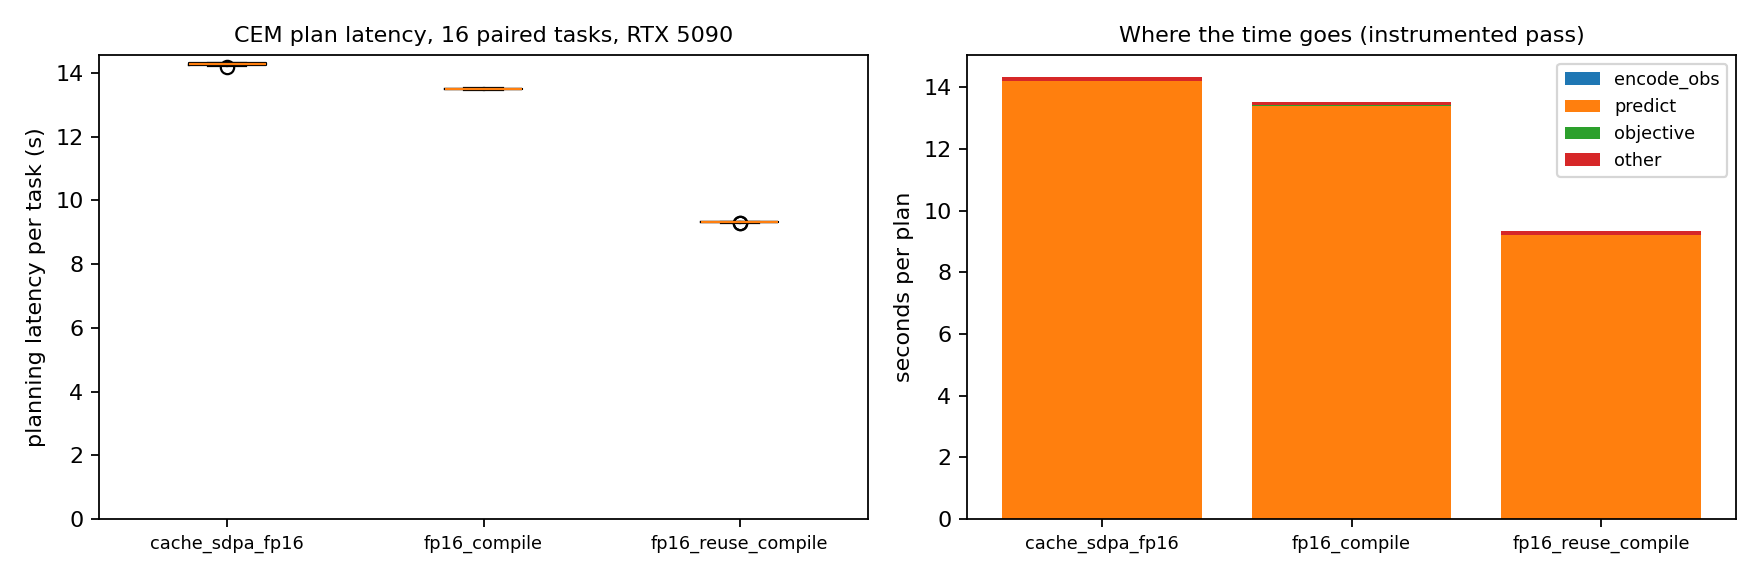 CEM plan latency, 16 paired tasks, RTX 5090
planning latency per task (s)
14
12
10
8
6
4
2
0
cache_sdpa_fp16
fp16_compile
fp16_reuse_compile
Where the time goes (instrumented pass)
seconds per plan
14
12
10
8
6
4
2
0
encode_obs
predict
objective
other
cache_sdpa_fp16
fp16_compile
fp16_reuse_compile